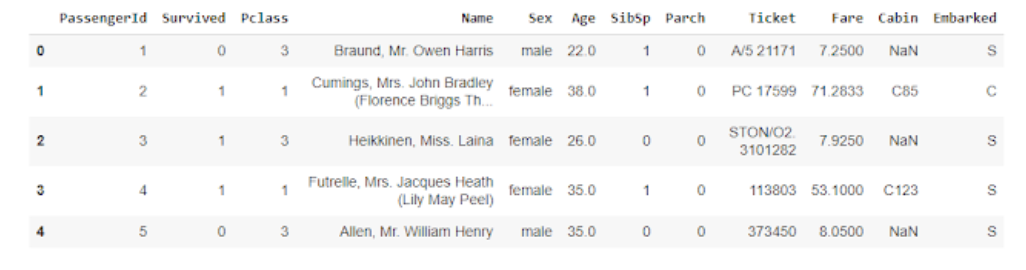 PassengerId Survived Pclass Name Sex Age SibSp Parch Ticket Fare Cabin Embarked
0 1 0 3 Braund, Mr. Owen Harris male 22.0 1 0 A/5 21171 7.2500 NaN S
1 2 1 1 Cumings, Mrs. John Bradley (Florence Briggs Th... female 38.0 1 0 PC 17599 71.2833 C85 C
2 3 1 3 Heikkinen, Miss. Laina female 26.0 0 0 STON/O2. 3101282 7.9250 NaN S
3 4 1 1 Futrelle, Mrs. Jacques Heath (Lily May Peel) female 35.0 1 0 113803 53.1000 C123 S
4 5 0 3 Allen, Mr. William Henry male 35.0 0 0 373450 8.0500 NaN S